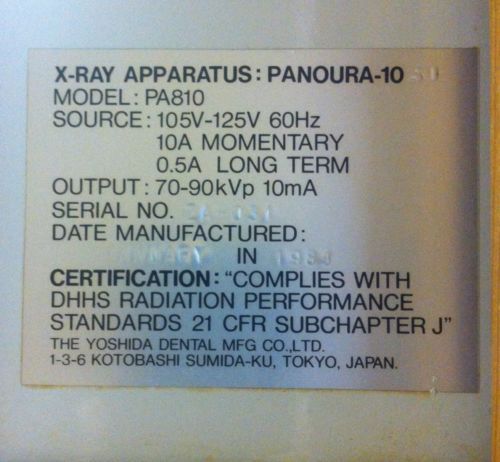 X-RAY APPARATUS: PANOURA-10
MODEL: PA810
SOURCE: 105V-125V 60Hz
10A MOMENTARY
0.5A LONG TERM
OUTPUT: 70-90kVp 10mA
SERIAL NO.
DATE MANUFACTURED:
IN
CERTIFICATION: "COMPLIES WITH
DHHS RADIATION PERFORMANCE
STANDARDS 21 CFR SUBCHAPTER J"
THE YOSHIDA DENTAL MFG CO.,LTD.
1-3-6 KOTOBASHI SUMIDA-KU, TOKYO, JAPAN.